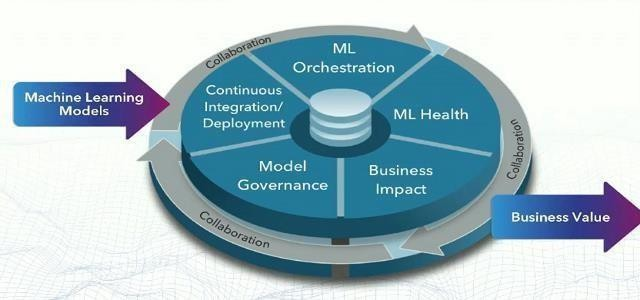 Collaboration
ML
Orchestration
Continuous
Integration/
Deployment
ML Health
Machine Learning
Models
Collaboration
Model
Governance
Business
Impact
Collaboration
Business Value